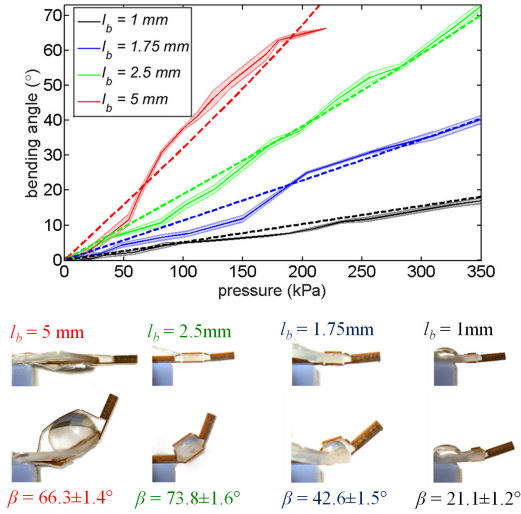 70
60
50
40
30
20
10
0
bending angle (°)
l_b = 1 mm
l_b = 1.75 mm
l_b = 2.5 mm
l_b = 5 mm
0 50 100 150 200 250 300 350
pressure (kPa)
l_b = 5 mm l_b = 2.5mm l_b = 1.75mm l_b = 1mm
β = 66.3±1.4° β = 73.8±1.6° β = 42.6±1.5° β = 21.1±1.2°